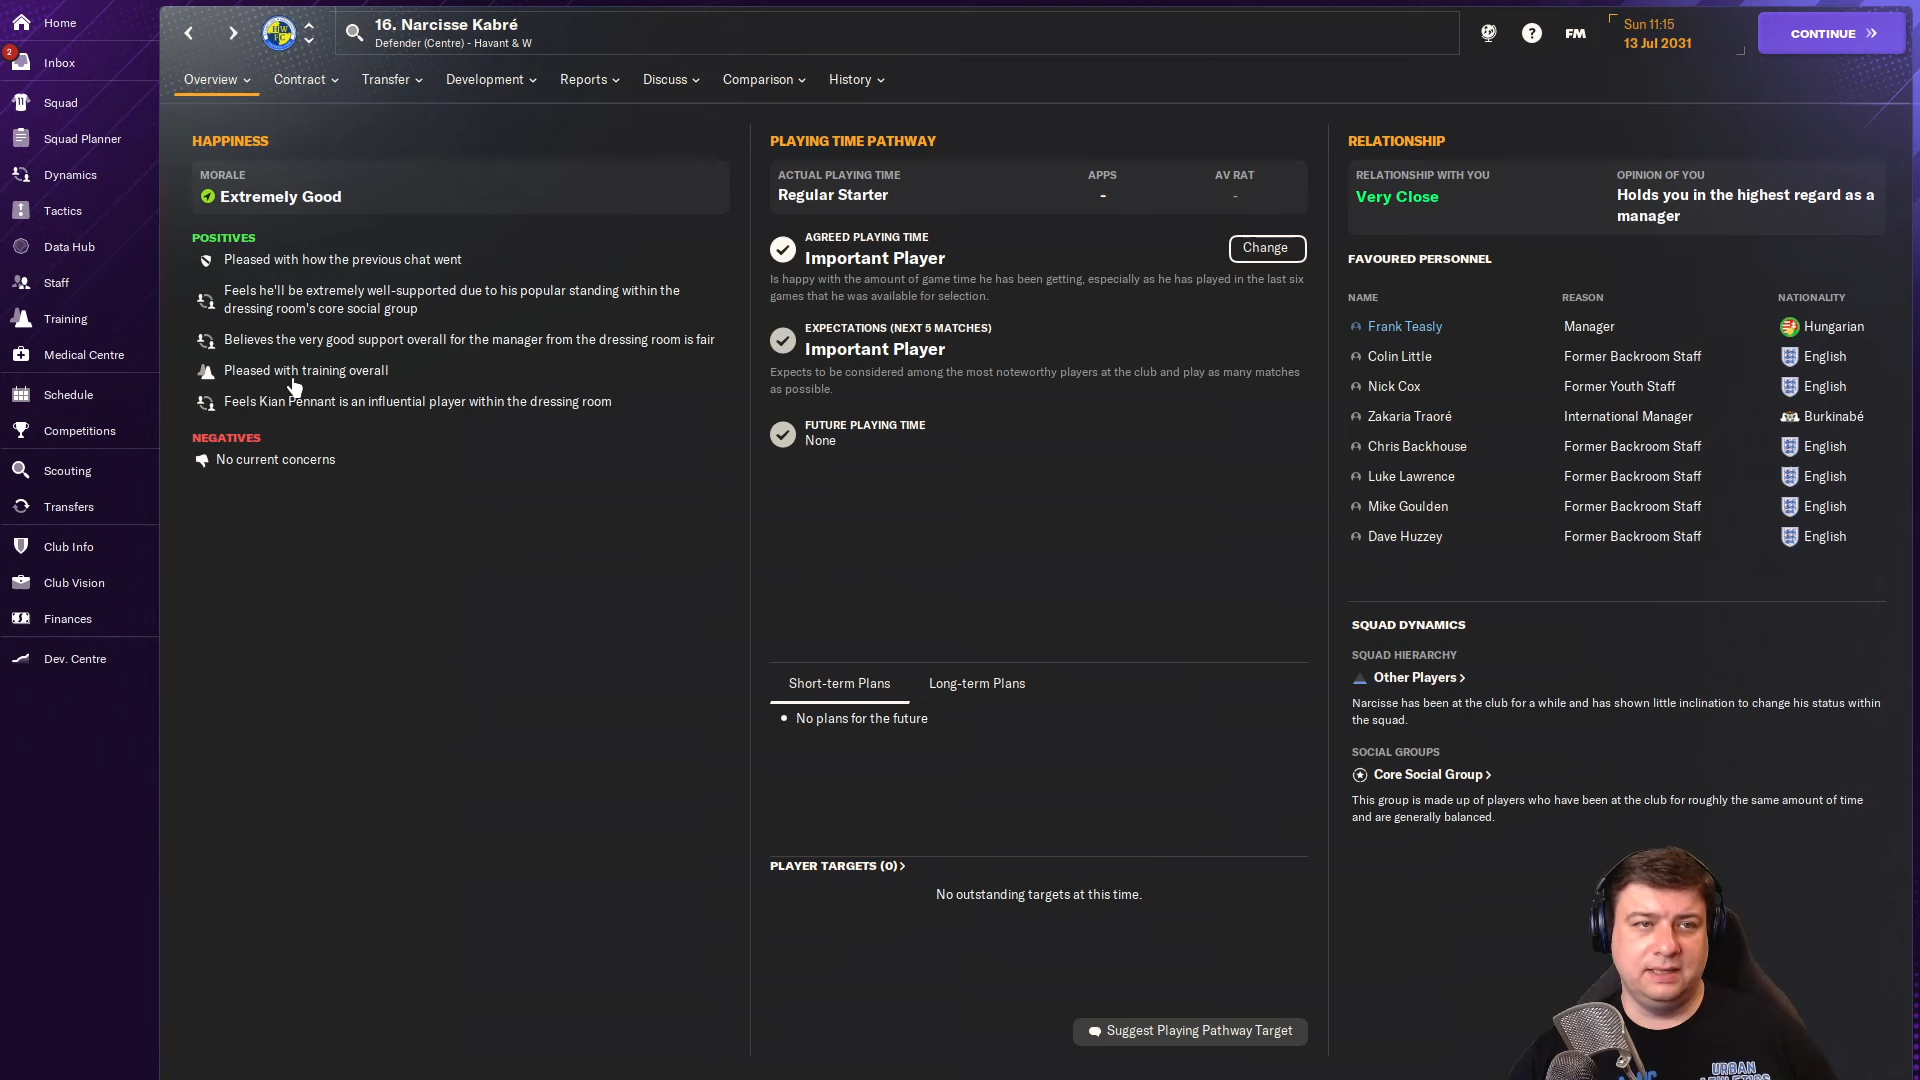 Home
2
Inbox
Squad
Squad Planner
Dynamics
Tactics
Data Hub
Staff
Training
Medical Centre
Schedule
Competitions
Scouting
Transfers
Club Info
Club Vision
Finances
Dev. Centre
16. Narcisse Kabré
Defender (Centre) - Havant & W
FM
Sun 11:15
13 Jul 2031
CONTINUE
Overview
Contract
Transfer
Development
Reports
Discuss
Comparison
History
HAPPINESS
MORALE
Extremely Good
POSITIVES
Pleased with how the previous chat went
Feels he'll be extremely well-supported due to his popular standing within the
dressing room's core social group
Believes the very good support overall for the manager from the dressing room is fair
Pleased with training overall
Feels Kian Pennant is an influential player within the dressing room
NEGATIVES
No current concerns
PLAYING TIME PATHWAY
ACTUAL PLAYING TIME APPS AV RAT
Regular Starter - -
AGREED PLAYING TIME
Important Player
Change
Is happy with the amount of game time he has been getting, especially as he has played in the last six
games that he was available for selection.
EXPECTATIONS (NEXT 5 MATCHES)
Important Player
Expects to be considered among the most noteworthy players at the club and play as many matches
as possible.
FUTURE PLAYING TIME
None
Short-term Plans Long-term Plans
No plans for the future
PLAYER TARGETS (0)
No outstanding targets at this time.
Suggest Playing Pathway Target
RELATIONSHIP
RELATIONSHIP WITH YOU
Very Close
OPINION OF YOU
Holds you in the highest regard as a
manager
FAVOURED PERSONNEL
NAME REASON NATIONALITY
Frank Teasly Manager Hungarian
Colin Little Former Backroom Staff English
Nick Cox Former Youth Staff English
Zakaria Traoré International Manager Burkinabé
Chris Backhouse Former Backroom Staff English
Luke Lawrence Former Backroom Staff English
Mike Goulden Former Backroom Staff English
Dave Huzzey Former Backroom Staff English
SQUAD DYNAMICS
SQUAD HIERARCHY
Other Players
Narcisse has been at the club for a while and has shown little inclination to change his status within
the squad.
SOCIAL GROUPS
Core Social Group
This group is made up of players who have been at the club for roughly the same amount of time
and are generally balanced.
URBAN